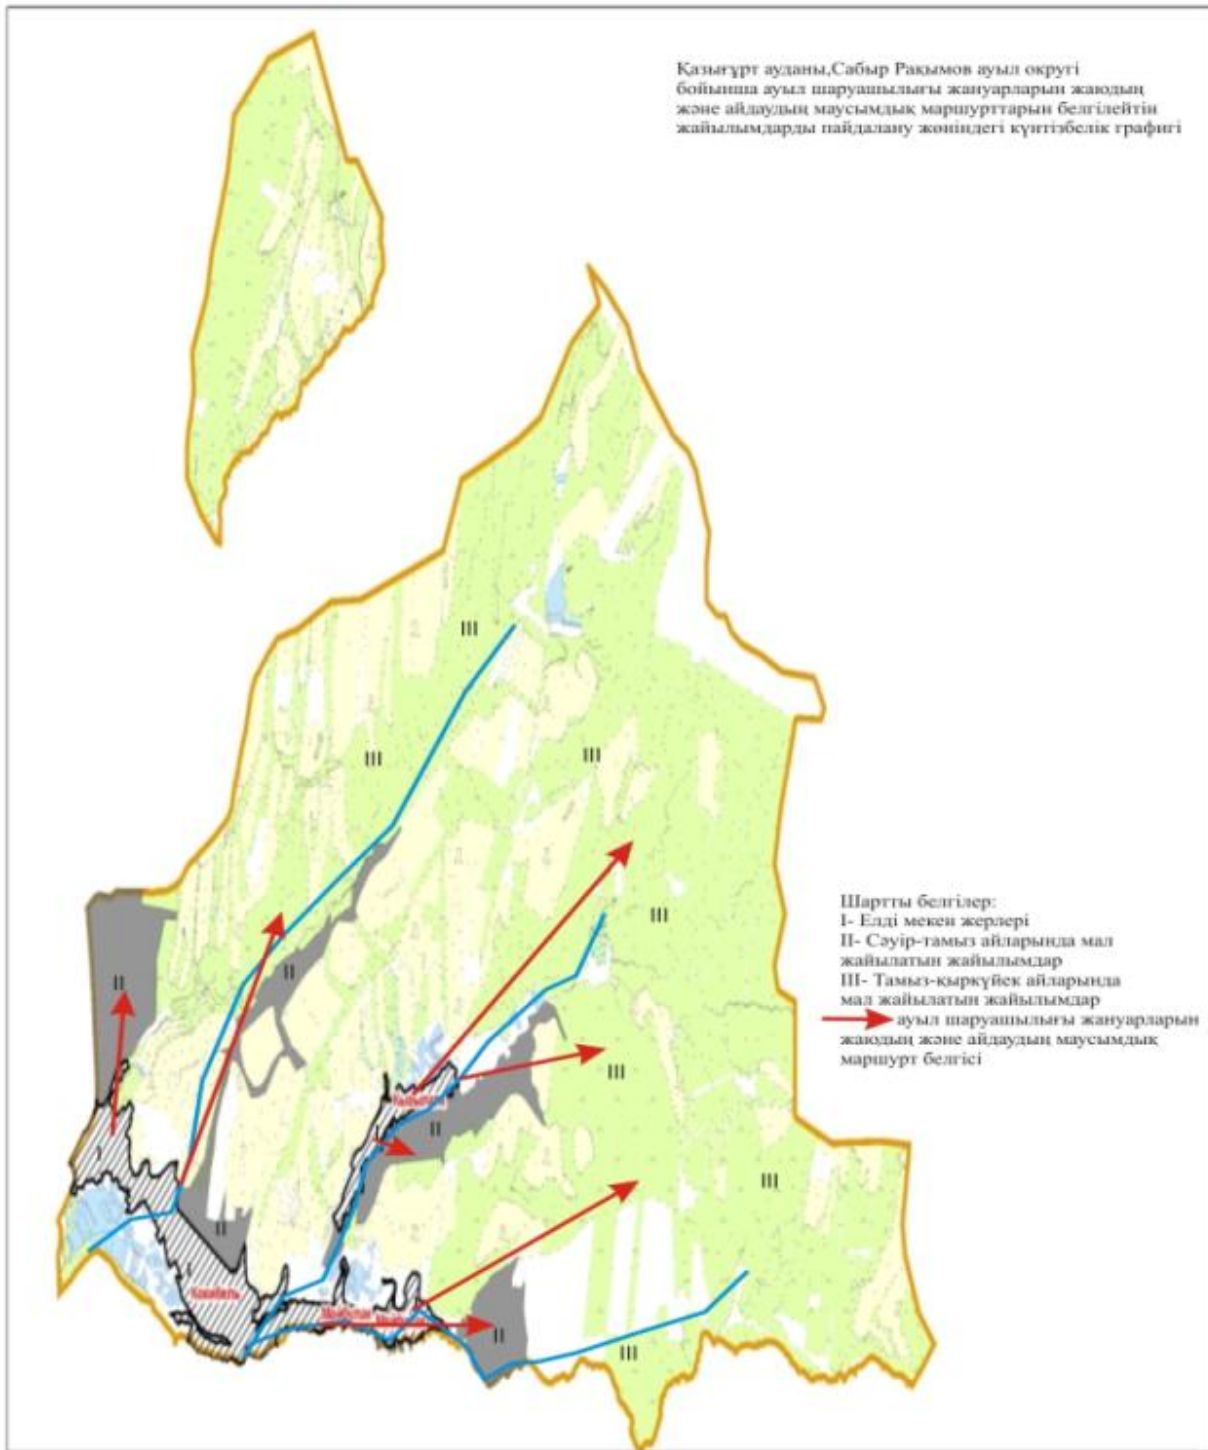 Қазығұрт ауданы,Сабыр Рақымов ауыл округі
бойынша ауыл шаруашылығы жануарларын жаюдың
және айдаудың маусымдық маршурттарын белгілейтін
жайылымдарды пайдалану жөніндегі күнтізбелік графигі
III
III
III
Шартты белгілер:
I- Елді мекен жерлері
II- Сәуір-тамыз айларында мал
жайылатын жайылымдар
III- Тамыз-қыркүйек айларында
мал жайылатын жайылымдар
ауыл шаруашылығы жануарларын
жаюдың және айдаудың маусымдық
маршурт белгісі
III
II
II
III
II
I
III
II
I
Кокибель
II
III